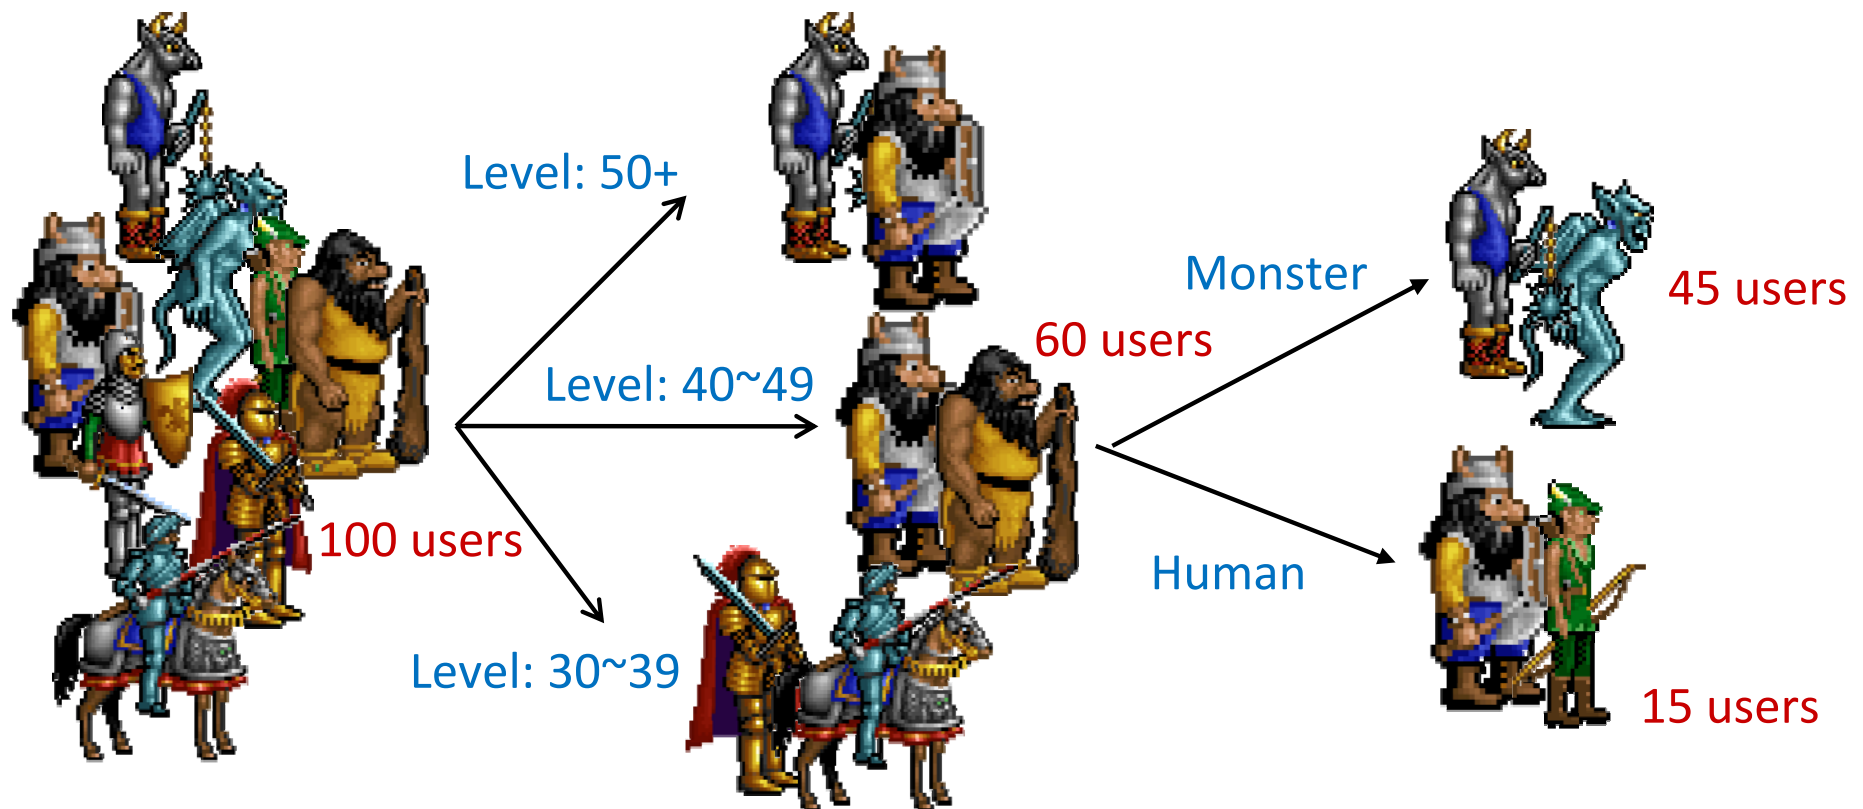 Level: 50+
Monster
45 users
60 users
Level: 40~49
100 users
Human
Level: 30~39
15 users